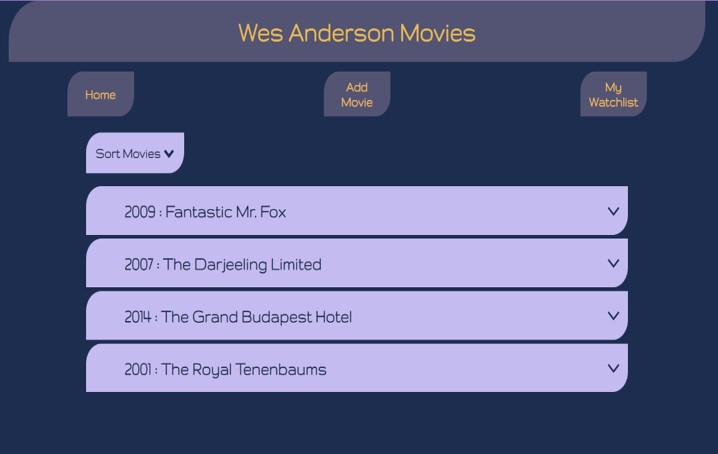 Wes Anderson Movies
Home
Add
Movie
My
Watchlist
Sort Movies
2009 : Fantastic Mr. Fox
2007 : The Darjeeling Limited
2014 : The Grand Budapest Hotel
2001 : The Royal Tenenbaums